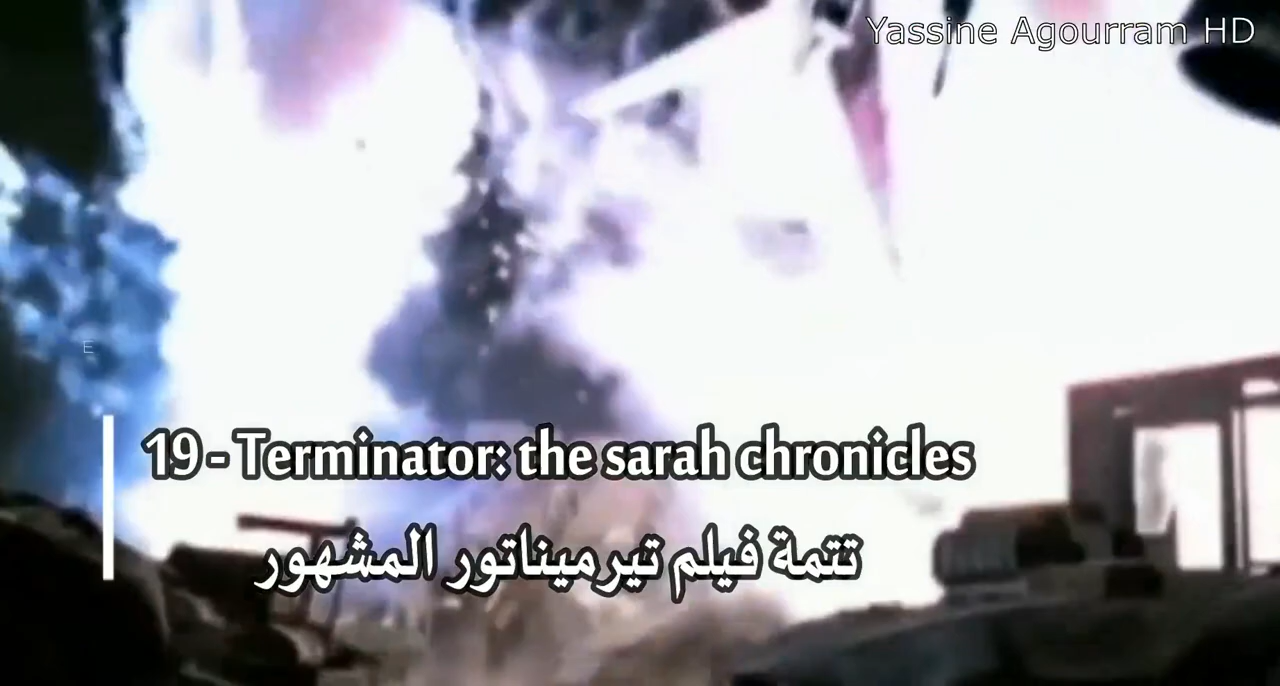 Yassine Agourram HD
E
19 - Terminator: the sarah chronicles
تتمة فيلم تيرميناتور المشهور